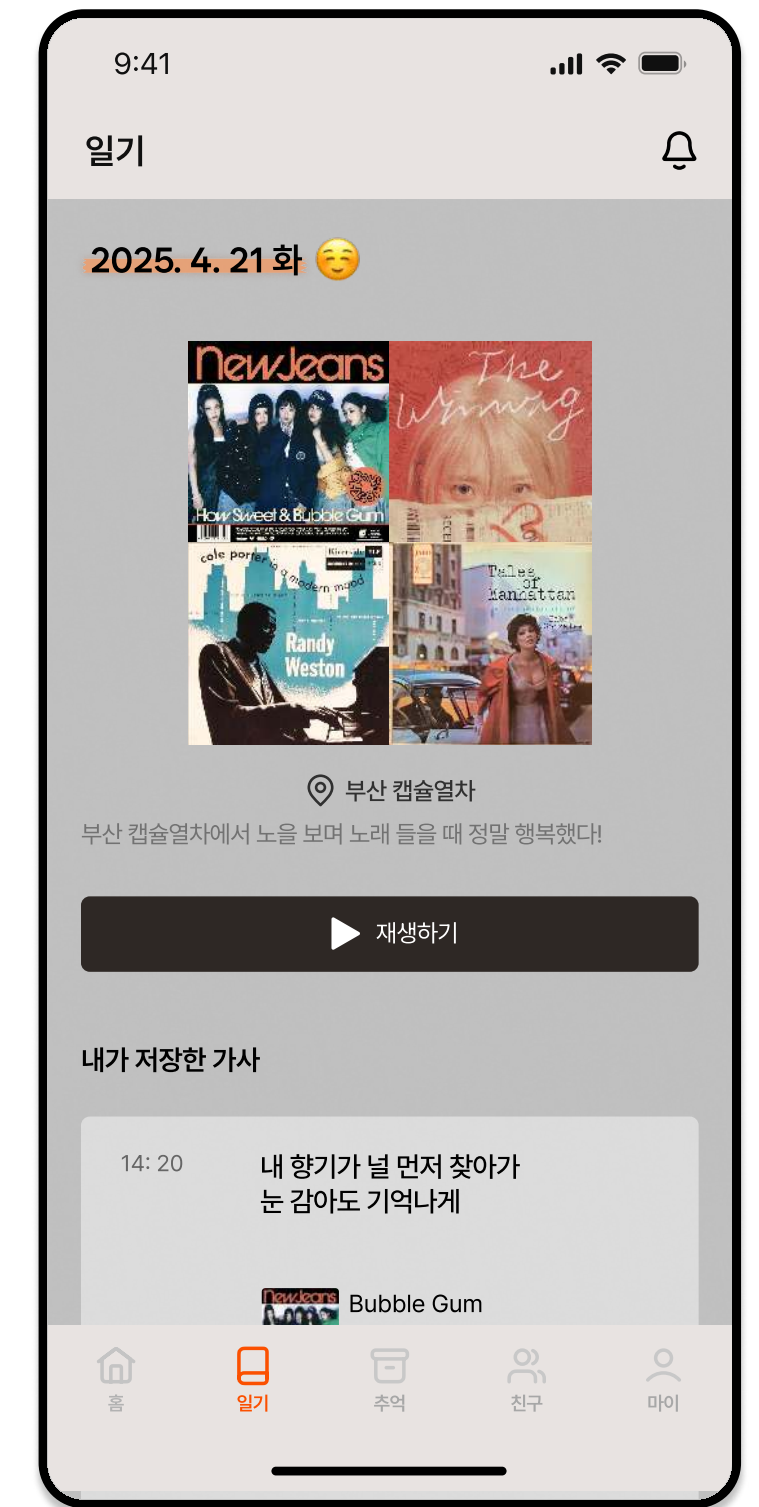 9:41
일기
2025. 4. 21 화
NewJeans
How Sweet & Bubble Gum
The
Winning
cole porter in a modern mood
Riverside
Randy
Weston
Tales
of
Manhattan
부산 캡슐열차
부산 캡슐열차에서 노을 보며 노래 들을 때 정말 행복했다!
재생하기
내가 저장한 가사
14: 20
내 향기가 널 먼저 찾아가
눈 감아도 기억나게
NewJeans
Bubble Gum
홈
일기
추억
친구
마이